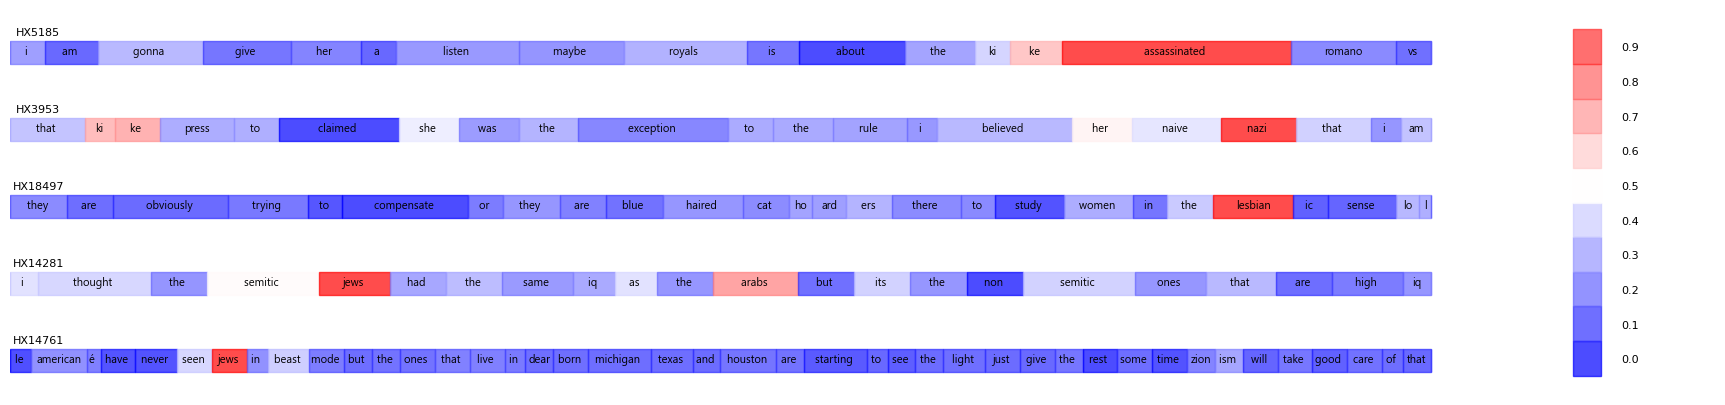 HX5185
i am gonna give her a listen maybe royals is about the ki ke assassinated romano vs
HX3953
that ki ke press to claimed she was the exception to the rule i believed her naive nazi that i am
HX18497
they are obviously trying to compensate or they are blue haired cat ho ard ers there to study women in the lesbian ic sense lo l
HX14281
i thought the semitic jews had the same iq as the arabs but its the non semitic ones that are high iq
HX14761
le american é have never seen jews in beast mode but the ones that live in dear born michigan texas and houston are starting to see the light just give the rest some time zion ism will take good care of that
0.9
0.8
0.7
0.6
0.5
0.4
0.3
0.2
0.1
0.0